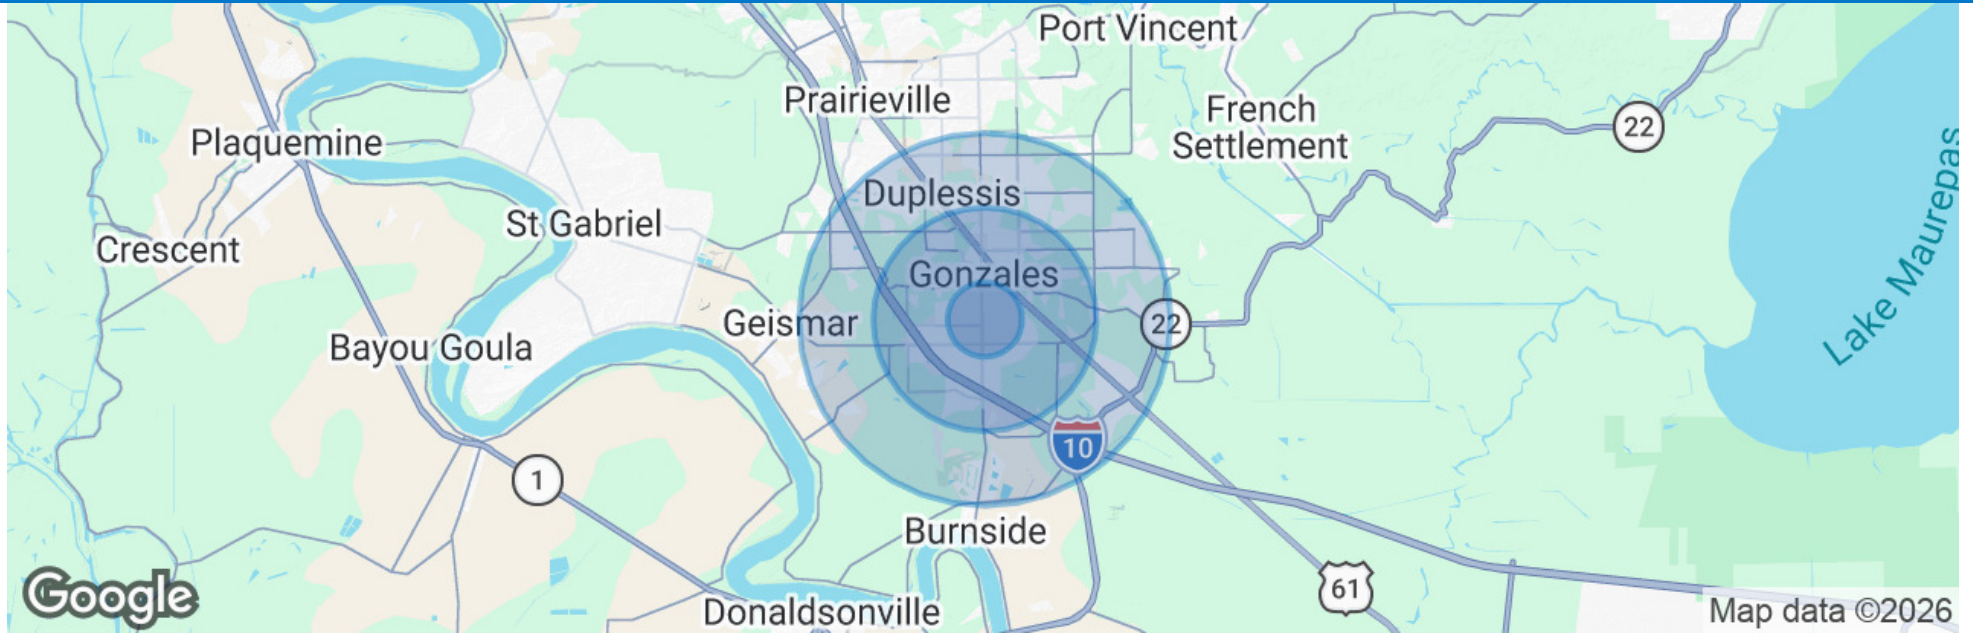 Port Vincent
Prairieville
French
Settlement
22
Plaquemine
Duplessis
St Gabriel
Crescent
Gonzales
Lake Maurepas
Geismar
22
Bayou Goula
10
1
Burnside
61
Google
Donaldsonville
Map data ©2026